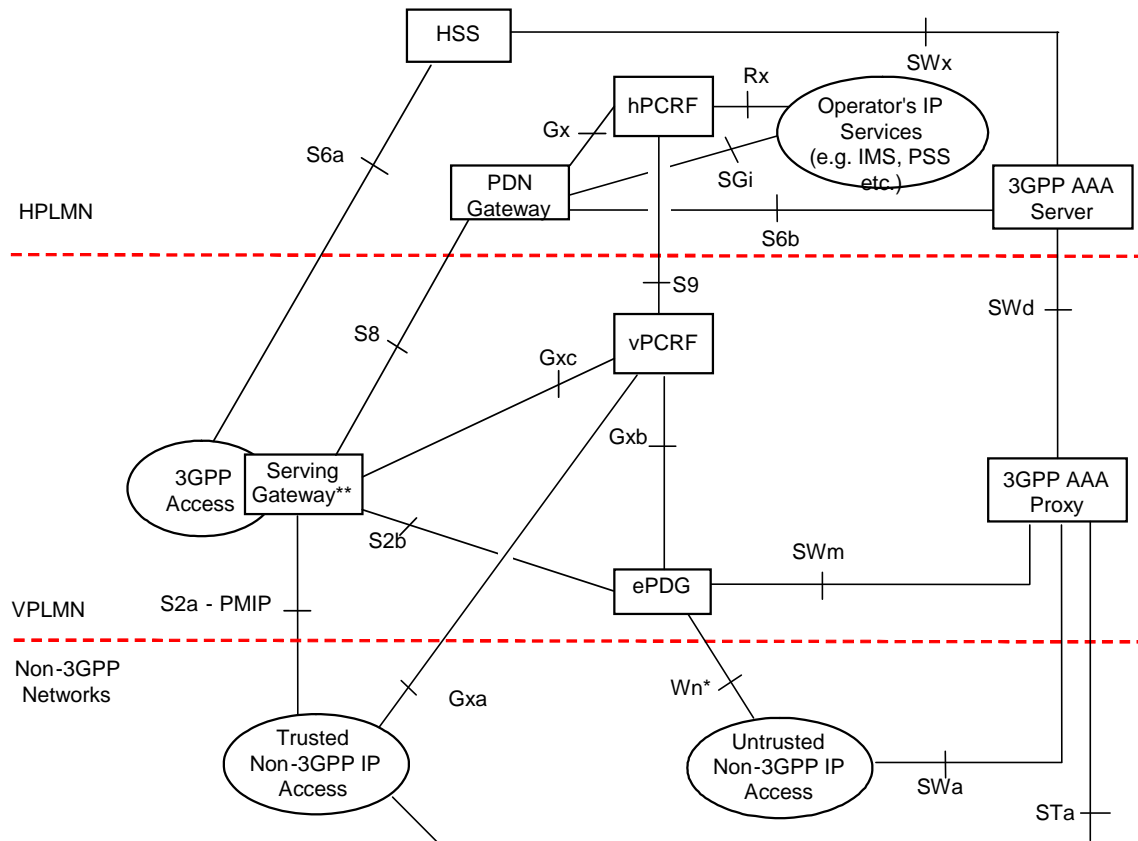 HSS
SWx
Rx
hPCRF
Operator's IP
Services
(e.g. IMS, PSS
etc.)
Gx
S6a
SGi
PDN
Gateway
3GPP AAA
Server
HPLMN
S6b
S9
SWd
S8
vPCRF
Gxc
Gxb
3GPP
Access
Serving
Gateway**
3GPP AAA
Proxy
S2b
SWm
ePDG
S2a - PMIP
VPLMN
Non-3GPP
Networks
Wn*
Gxa
Trusted
Non-3GPP IP
Access
Untrusted
Non-3GPP IP
Access
SWa
STa